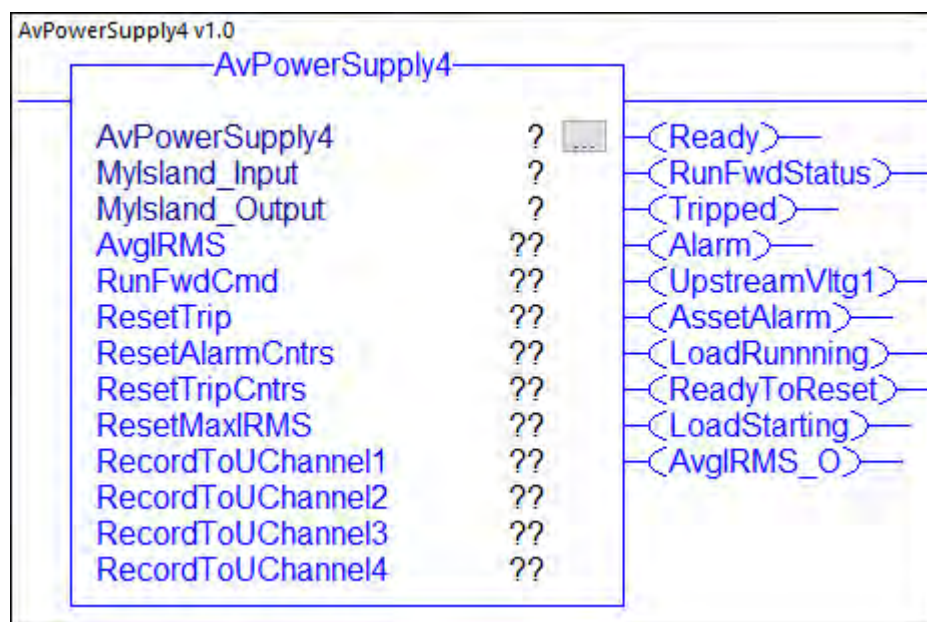 AvPowerSupply4 v1.0
AvPowerSupply4
AvPowerSupply4 ? ... Ready
MyIsland_Input ? RunFwdStatus
MyIsland_Output ? Tripped
AvgIRMS ?? Alarm
RunFwdCmd ?? UpstreamVltg1
ResetTrip ?? AssetAlarm
ResetAlarmCntrs ?? LoadRunnning
ResetTripCntrs ?? ReadyToReset
ResetMaxIRMS ?? LoadStarting
RecordToUChannel1 ?? AvgIRMS_O
RecordToUChannel2 ??
RecordToUChannel3 ??
RecordToUChannel4 ??